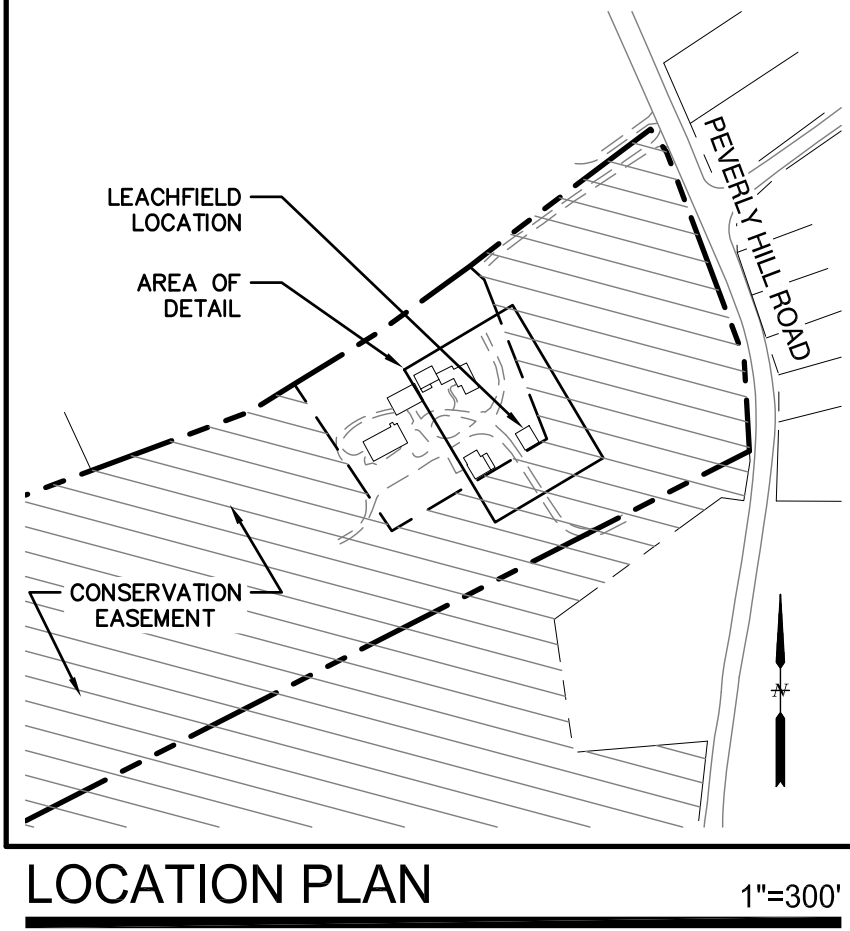 PEVERLY HILL ROAD
LEACHFIELD
LOCATION
AREA OF
DETAIL
CONSERVATION
EASEMENT
N
LOCATION PLAN
1"=300'